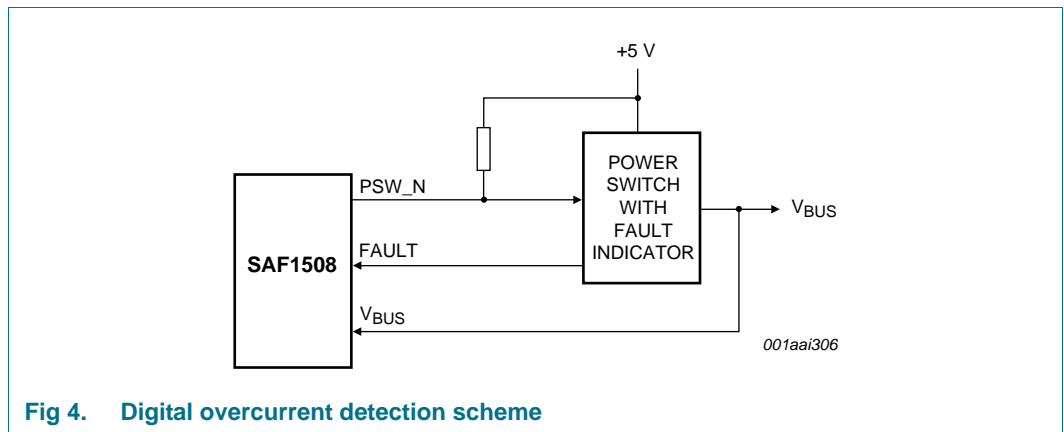 +5 V
POWER
SWITCH
WITH
FAULT
INDICATOR
PSW_N
FAULT
SAF1508
VBUS
VBUS
001aai306
Fig 4. Digital overcurrent detection scheme